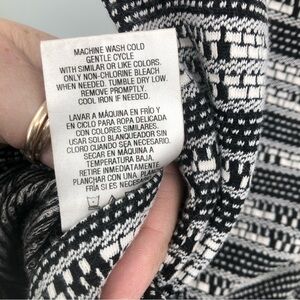 MACHINE WASH COLD
GENTLE CYCLE
WITH SIMILAR OR LIKE COLORS.
ONLY NON-CHLORINE BLEACH
WHEN NEEDED. TUMBLE DRY LOW.
REMOVE PROMPTLY.
COOL IRON IF NEEDED.
LAVAR A MÁQUINA EN FRÍO Y
EN CICLO PARA ROPA DELICADA
CON COLORES SIMILARES.
USAR SOLO BLANQUEADOR SIN
CLORO CUANDO SEA NECESARIO.
SECAR EN MÁQUINA A
TEMPERATURA BAJA.
RETIRE INMEDIATAMENTE.
PLANCHAR CON UNA PLANCHA
FRÍA SI ES NECESARIO